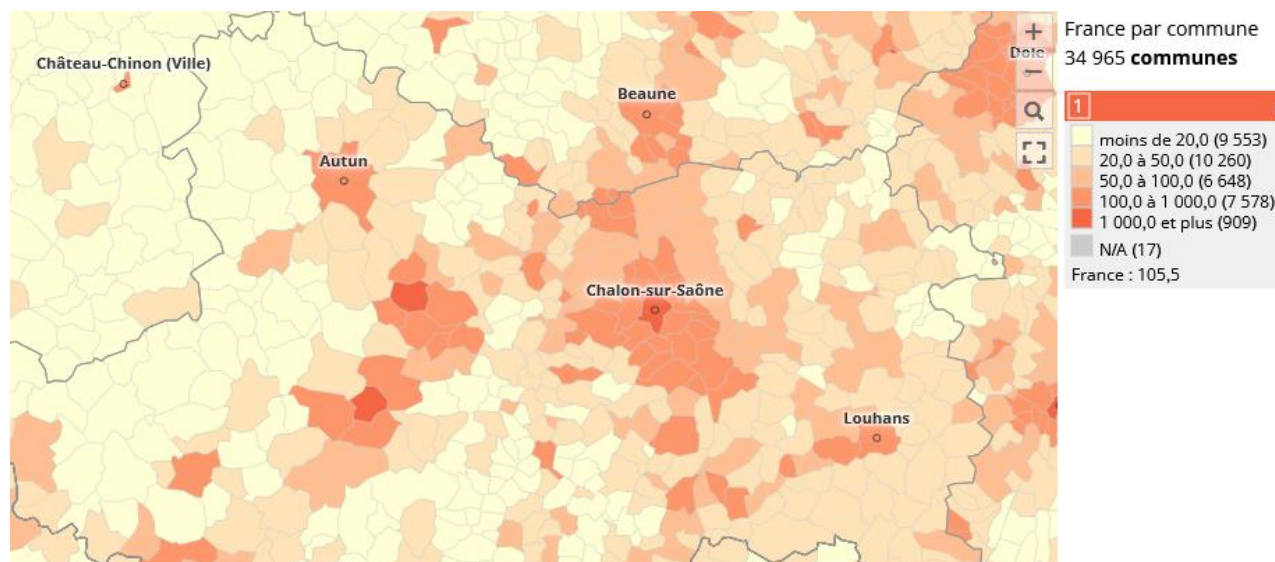 Château-Chinon (Ville)
Autun
Beaune
Dole
Chalon-sur-Saône
Louhans
+
−
France par commune
34 965 communes
1
moins de 20,0 (9 553)
20,0 à 50,0 (10 260)
50,0 à 100,0 (6 648)
100,0 à 1 000,0 (7 578)
1 000,0 et plus (909)
N/A (17)
France : 105,5